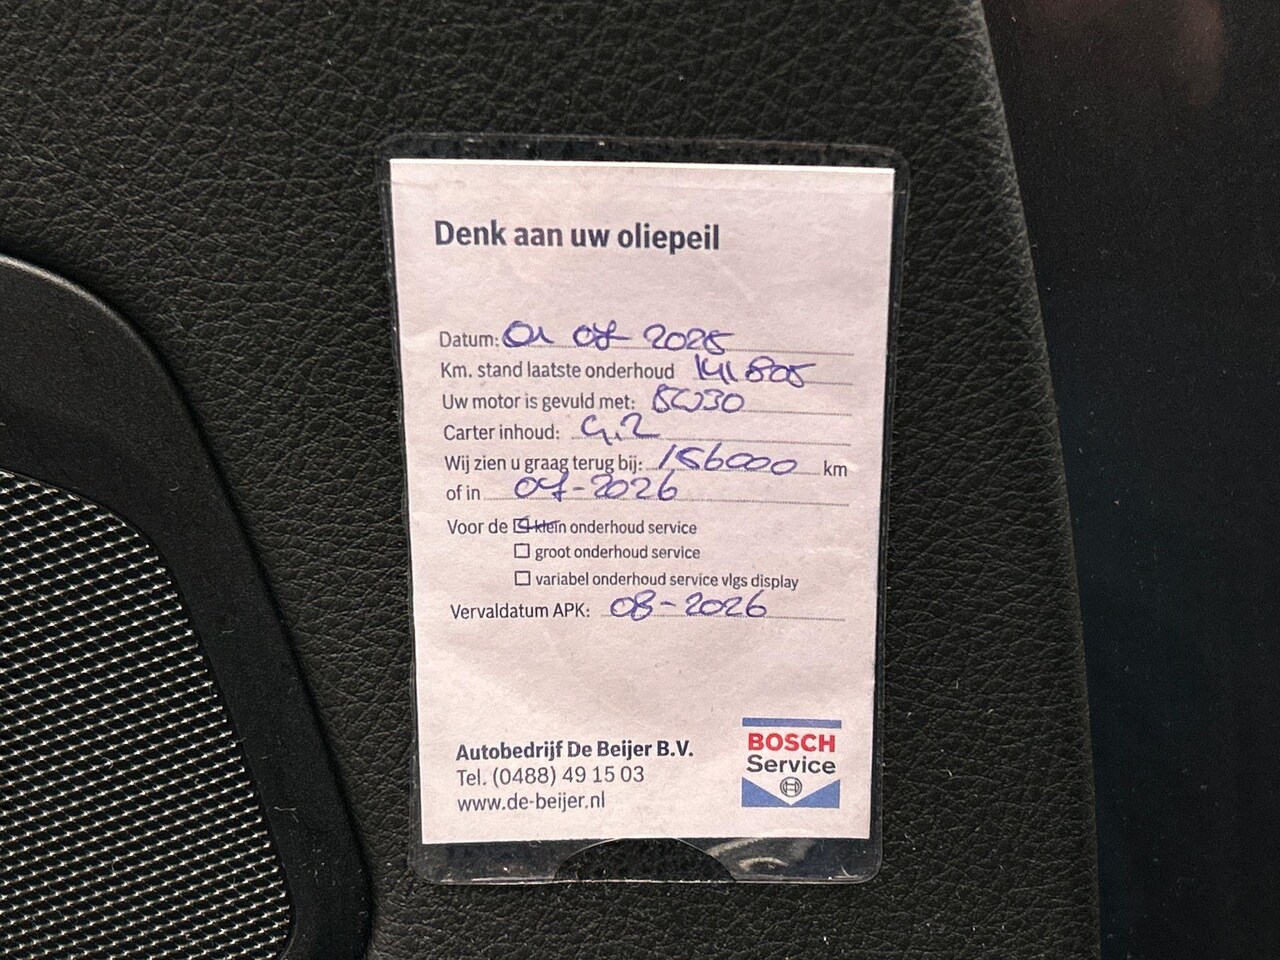 Denk aan uw oliepeil
Datum: 01 07 2025
Km. stand laatste onderhoud 141805
Uw motor is gevuld met: 5W30
Carter inhoud: 4,2
Wij zien u graag terug bij: 156000 km
of in 07-2026
Voor de klein onderhoud service
groot onderhoud service
variabel onderhoud service vlgs display
Vervaldatum APK: 08-2026
Autobedrijf De Beijer B.V.
Tel. (0488) 49 15 03
www.de-beijer.nl
BOSCH
Service